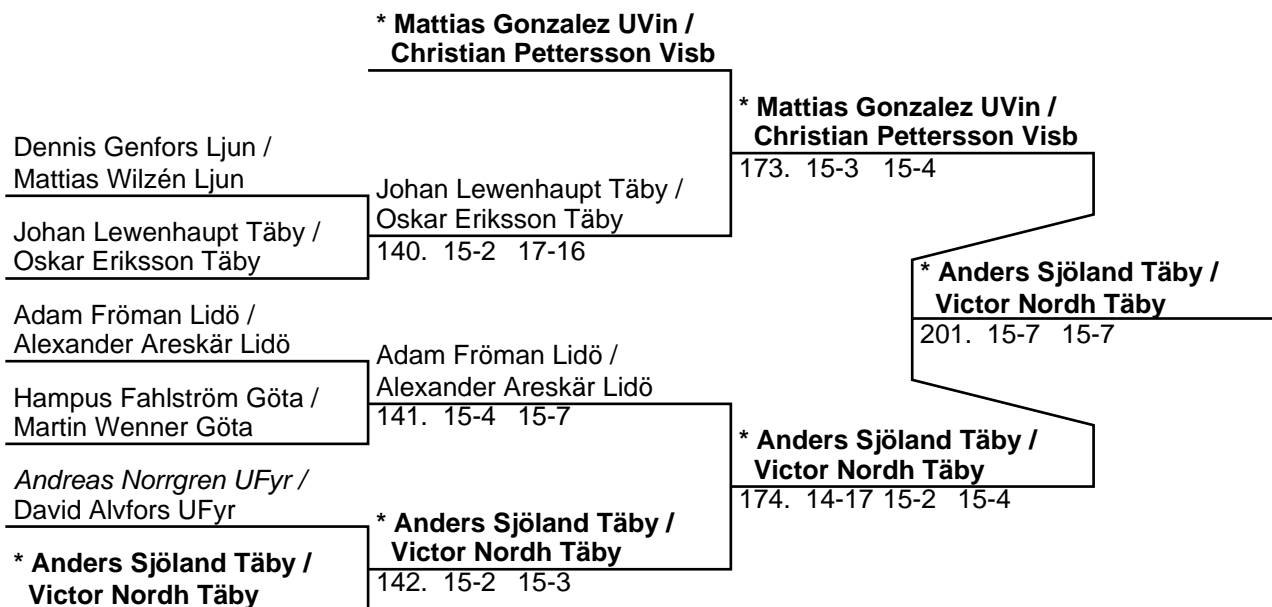 * Mattias Gonzalez UVin /
Christian Pettersson Visb
* Mattias Gonzalez UVin /
Christian Pettersson Visb
173. 15-3 15-4
Dennis Genfors Ljun /
Mattias Wilzén Ljun
Johan Lewenhaupt Täby /
Oskar Eriksson Täby
140. 15-2 17-16
Johan Lewenhaupt Täby /
Oskar Eriksson Täby
* Anders Sjöland Täby /
Victor Nordh Täby
201. 15-7 15-7
Adam Fröman Lidö /
Alexander Areskär Lidö
Adam Fröman Lidö /
Alexander Areskär Lidö
141. 15-4 15-7
Hampus Fahlström Göta /
Martin Wenner Göta
* Anders Sjöland Täby /
Victor Nordh Täby
174. 14-17 15-2 15-4
Andreas Norrgren UFyr /
David Alvfors UFyr
* Anders Sjöland Täby /
Victor Nordh Täby
142. 15-2 15-3
* Anders Sjöland Täby /
Victor Nordh Täby